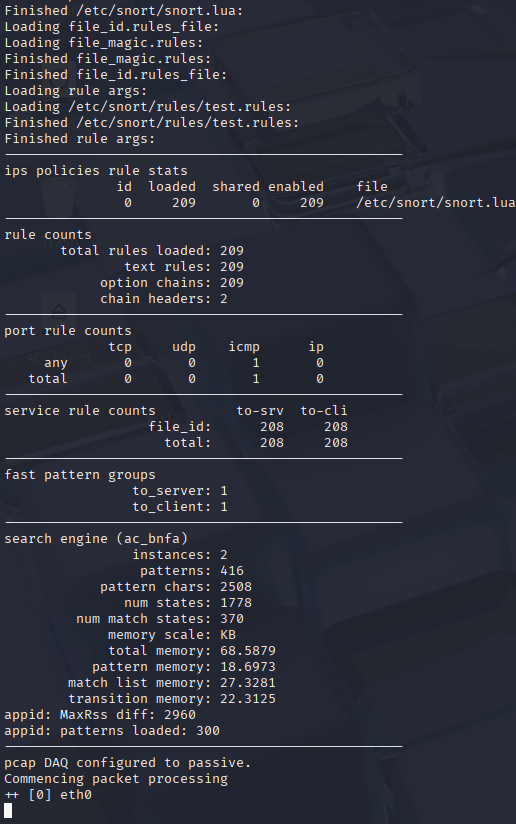 Finished /etc/snort/snort.lua:
Loading file_id.rules_file:
Loading file_magic.rules:
Finished file_magic.rules:
Finished file_id.rules_file:
Loading rule args:
Loading /etc/snort/rules/test.rules:
Finished /etc/snort/rules/test.rules:
Finished rule args:
--------------------------------------------------
ips policies rule stats
              id  loaded  shared enabled    file
               0     209       0     209    /etc/snort/snort.lua
--------------------------------------------------
rule counts
       total rules loaded: 209
               text rules: 209
            option chains: 209
            chain headers: 2
--------------------------------------------------
port rule counts
             tcp     udp    icmp      ip
     any       0       0       1       0
   total       0       0       1       0
--------------------------------------------------
service rule counts          to-srv  to-cli
                  file_id:      208     208
                    total:      208     208
--------------------------------------------------
fast pattern groups
                to_server: 1
                to_client: 1
--------------------------------------------------
search engine (ac_bnfa)
                instances: 2
                 patterns: 416
            pattern chars: 2508
               num states: 1778
         num match states: 370
             memory scale: KB
             total memory: 68.5879
           pattern memory: 18.6973
        match list memory: 27.3281
        transition memory: 22.3125
appid: MaxRss diff: 2960
appid: patterns loaded: 300
--------------------------------------------------
pcap DAQ configured to passive.
Commencing packet processing
++ [0] eth0